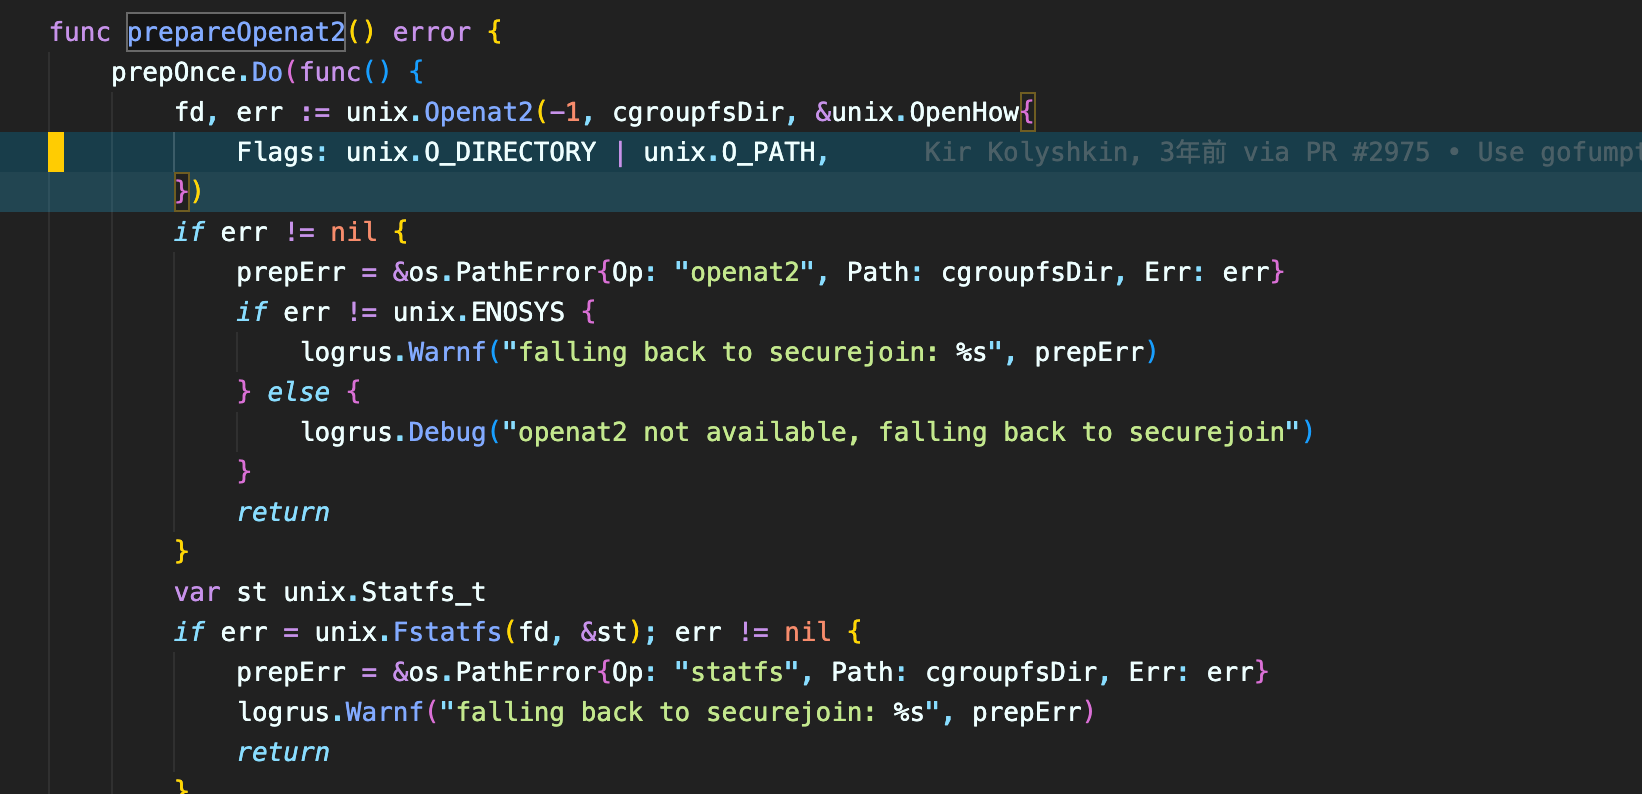 func prepareOpenat2() error {
prepOnce.Do(func() {
fd, err := unix.Openat2(-1, cgroupfsDir, &unix.OpenHow{
Flags: unix.O_DIRECTORY | unix.O_PATH, Kir Kolyshkin, 3年前 via PR #2975 • Use gofumpt
})
if err != nil {
prepErr = &os.PathError{Op: "openat2", Path: cgroupfsDir, Err: err}
if err != unix.ENOSYS {
logrus.Warnf("falling back to securejoin: %s", prepErr)
} else {
logrus.Debug("openat2 not available, falling back to securejoin")
}
return
}
var st unix.Statfs_t
if err = unix.Fstatfs(fd, &st); err != nil {
prepErr = &os.PathError{Op: "statfs", Path: cgroupfsDir, Err: err}
logrus.Warnf("falling back to securejoin: %s", prepErr)
return
}